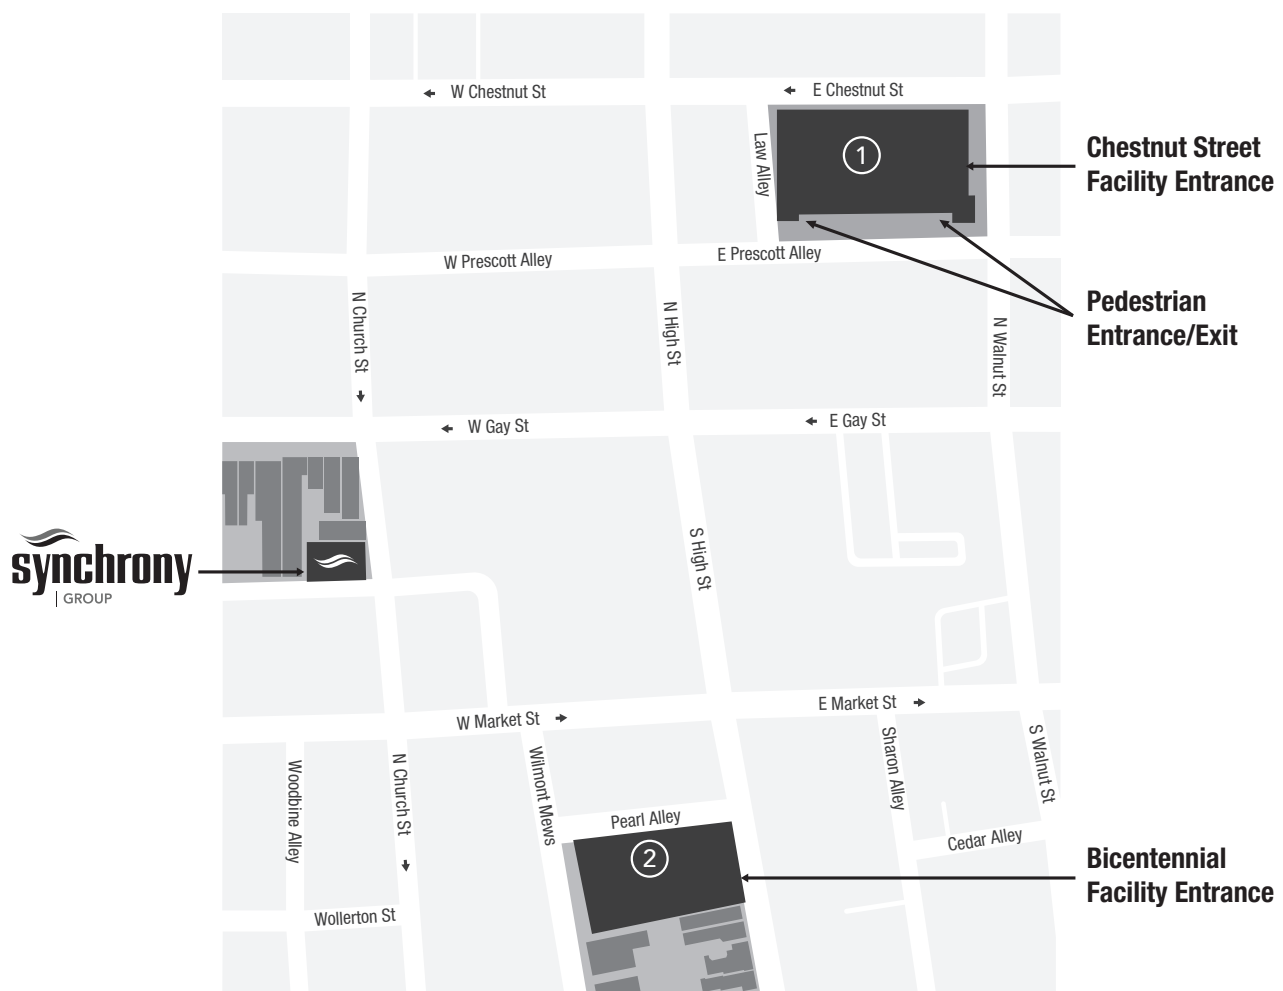 W Chestnut St
E Chestnut St
Law Alley
1
Chestnut Street
Facility Entrance
W Prescott Alley
E Prescott Alley
Pedestrian
Entrance/Exit
N Church St
N High St
N Walnut St
W Gay St
E Gay St
synchrony
GROUP
S High St
W Market St
E Market St
Woodbine Alley
N Church St
Wilmont Mews
Sharon Alley
S Walnut St
Pearl Alley
2
Cedar Alley
Bicentennial
Facility Entrance
Wollerton St